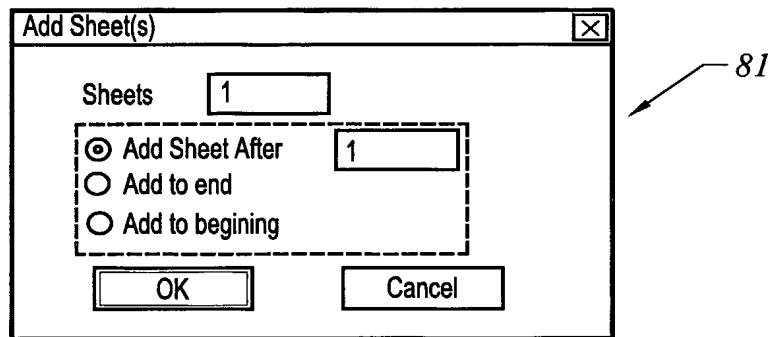 Add Sheet(s)
81
Sheets 1
Add Sheet After 1
Add to end
Add to begining
OK Cancel